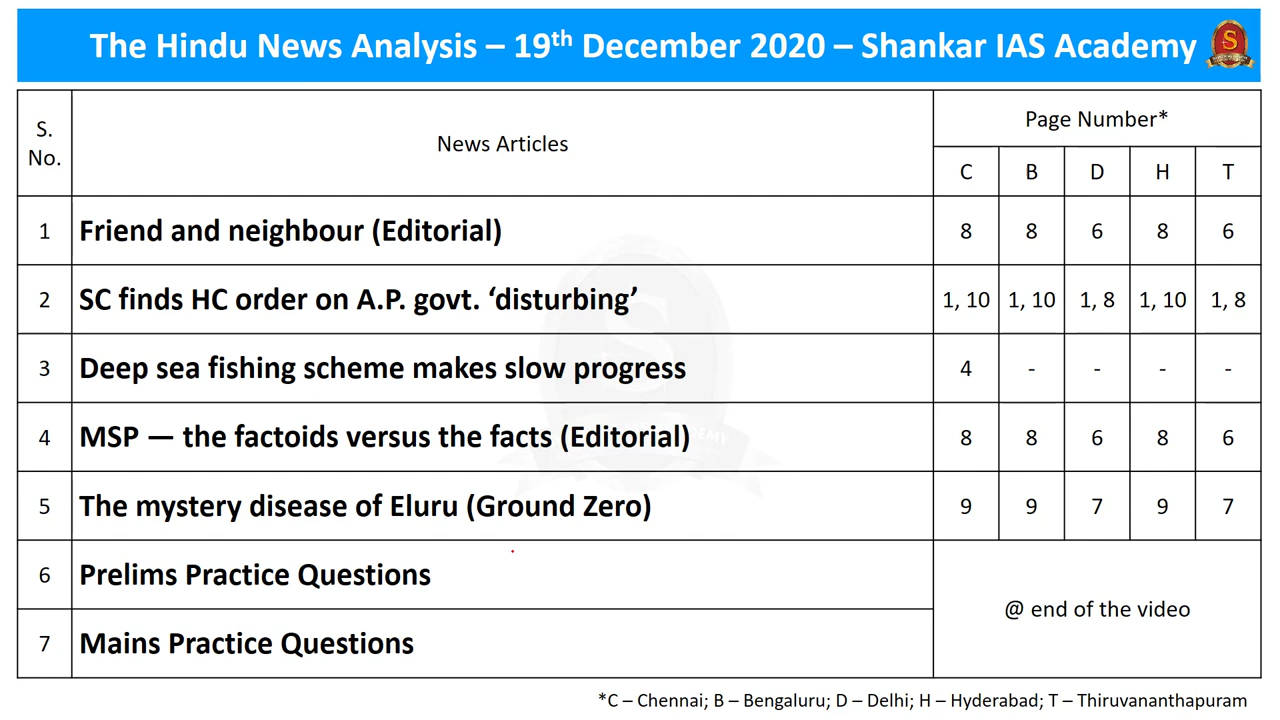 The Hindu News Analysis – 19th December 2020 – Shankar IAS Academy
S. No. News Articles Page Number*
C B D H T
1 Friend and neighbour (Editorial) 8 8 6 8 6
2 SC finds HC order on A.P. govt. ‘disturbing’ 1, 10 1, 10 1, 8 1, 10 1, 8
3 Deep sea fishing scheme makes slow progress 4 - - - -
4 MSP — the factoids versus the facts (Editorial) 8 8 6 8 6
5 The mystery disease of Eluru (Ground Zero) 9 9 7 9 7
6 Prelims Practice Questions
@ end of the video
7 Mains Practice Questions
*C – Chennai; B – Bengaluru; D – Delhi; H – Hyderabad; T – Thiruvananthapuram